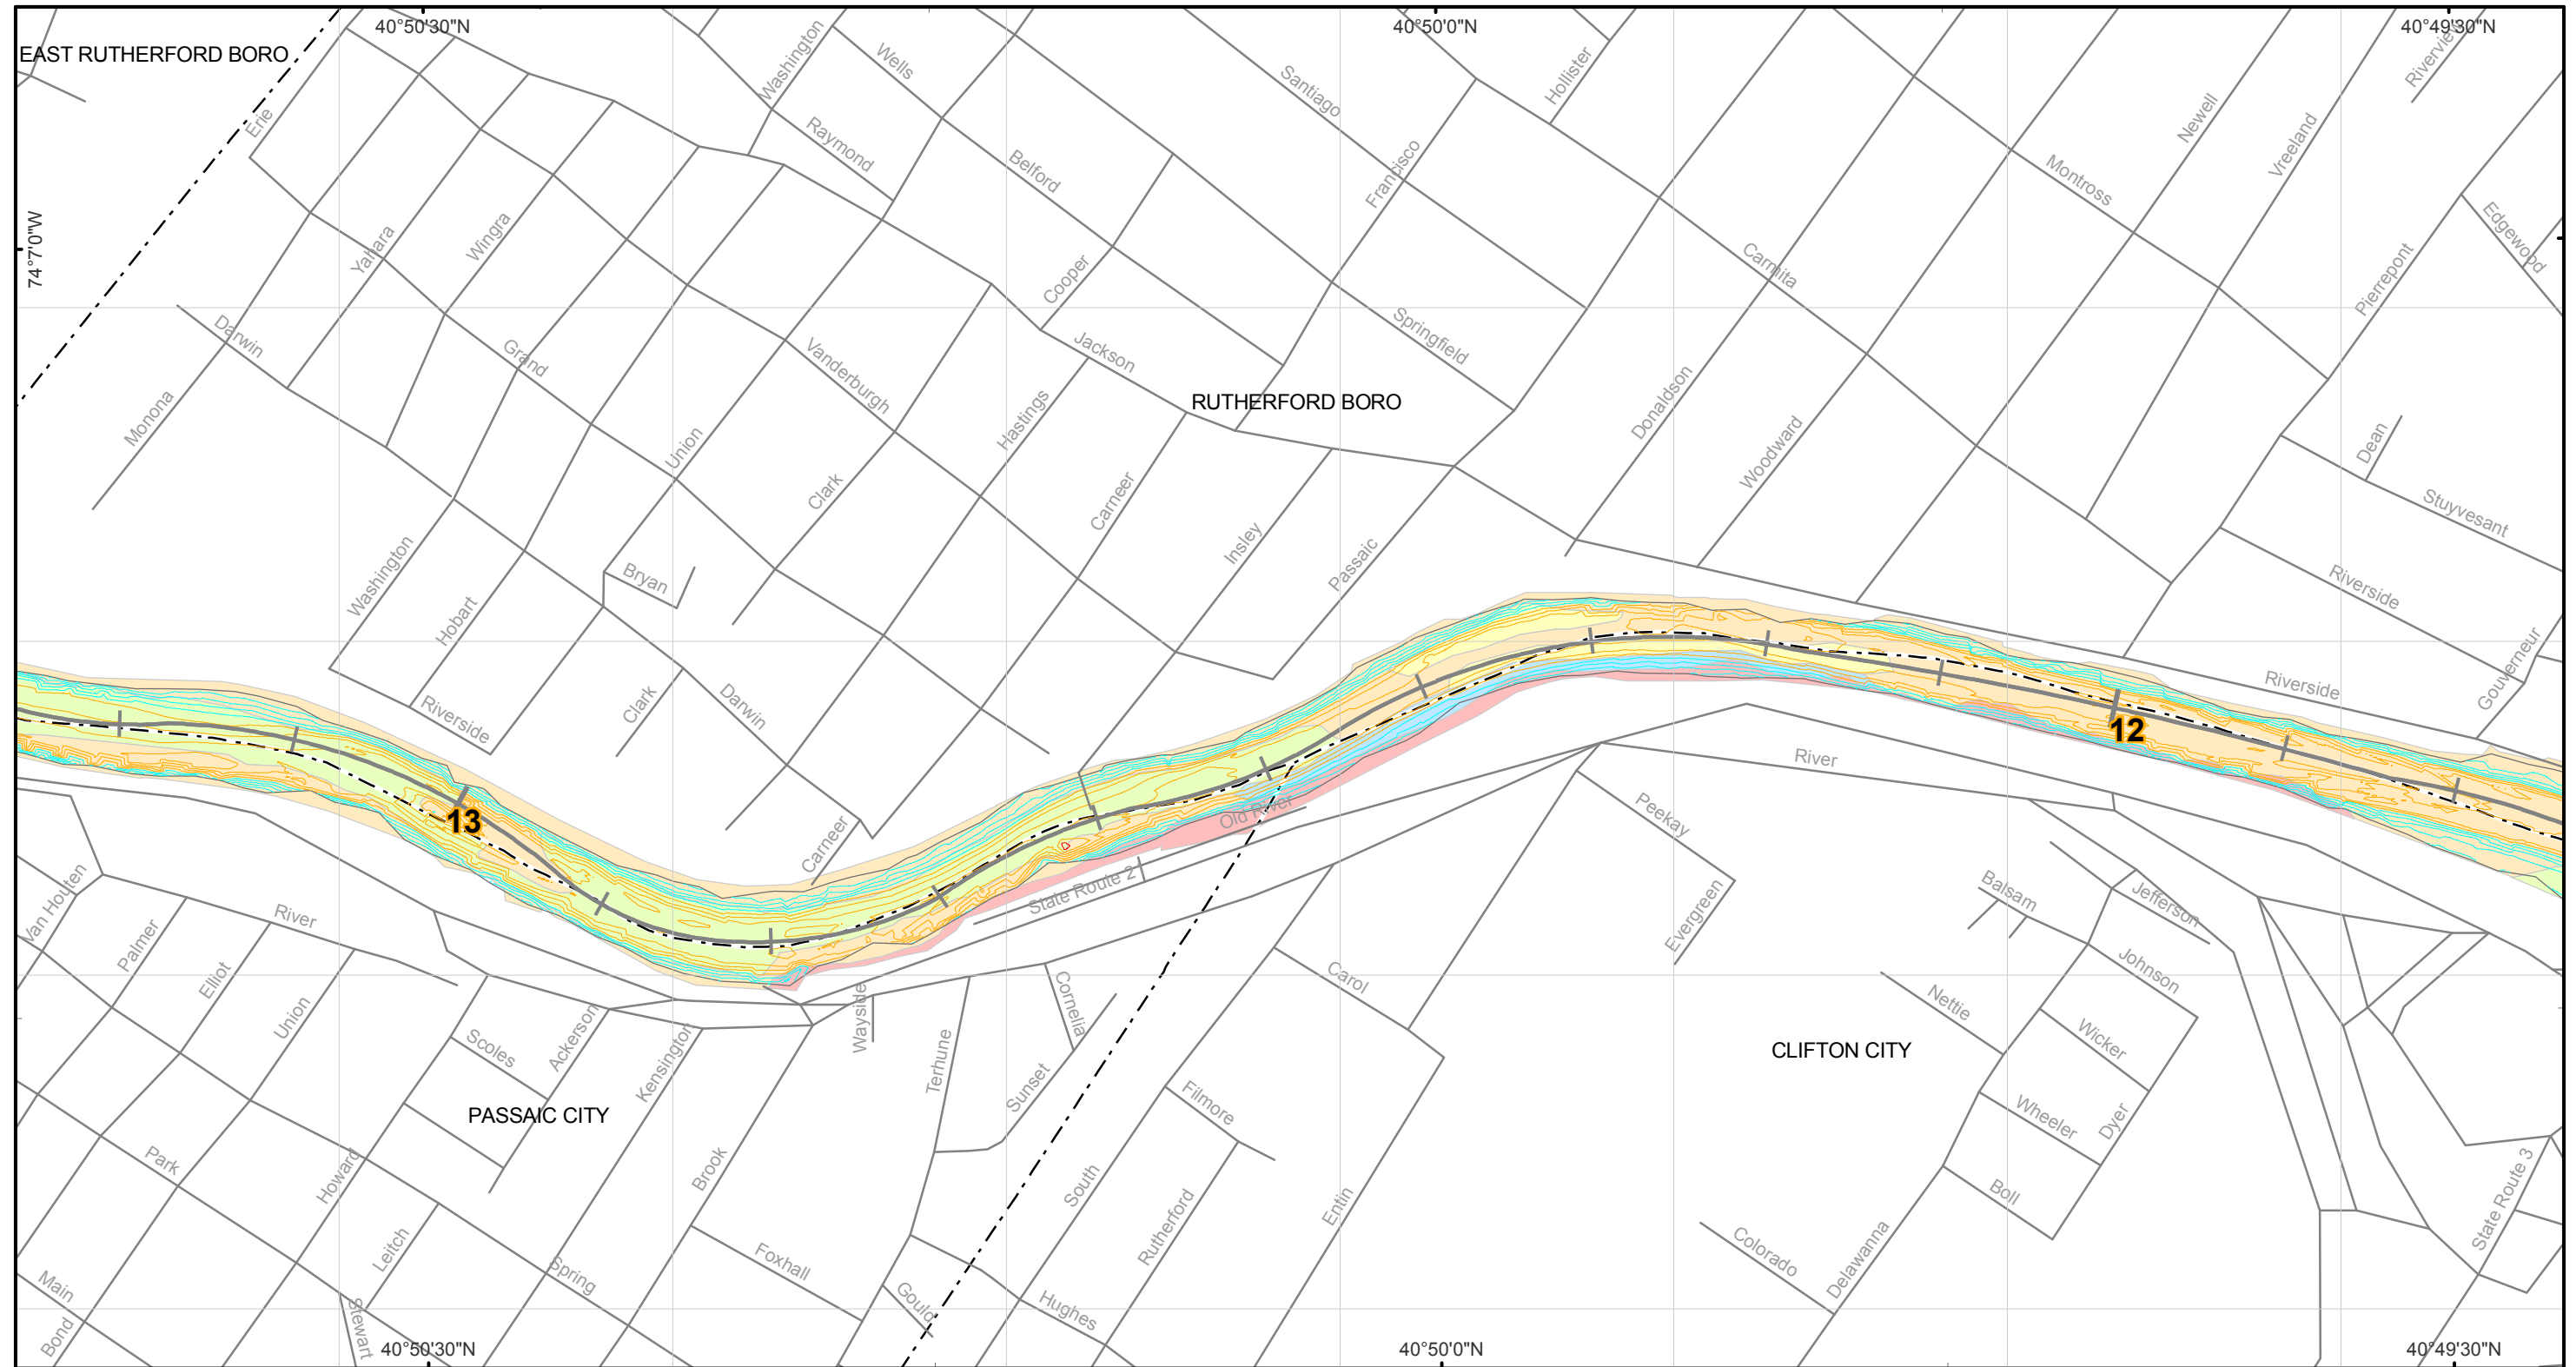 40°50'30"N
40°50'0"N
40°49'30"N
EAST RUTHERFORD BORO
Washington
Wells
Santiago
Hollister
Riverview
Erie
Raymond
Belford
Francisco
Newell
Vreeland
Montross
74°7'0"W
Yahara
Wingra
Cooper
Carmita
Edgewood
Pierrepont
Darwin
Grand
Vanderburgh
Jackson
Springfield
RUTHERFORD BORO
Monona
Union
Hastings
Donaldson
Woodward
Dean
Clark
Carneer
Insley
Passaic
Stuyvesant
Washington
Bryan
Hobart
Riverside
Clark
Darwin
Riverside
Riverside
Gouverneur
12
13
River
Old River
Peekay
Carneer
State Route 2
Van Houten
Palmer
River
Elliot
Union
Evergreen
Balsam
Jefferson
Johnson
Scoles
Ackerson
Kensington
Wayside
Terhune
Cornelia
Sunset
Carol
Nettie
Wicker
CLIFTON CITY
PASSAIC CITY
Filmore
Wheeler
Dyer
Park
Howard
Brook
South
Rutherford
Entin
Boll
State Route 3
Leitch
Foxhall
Colorado
Delawanna
Main
Spring
Gould
Hughes
Bond
Stewart
40°50'30"N
40°50'0"N
40°49'30"N